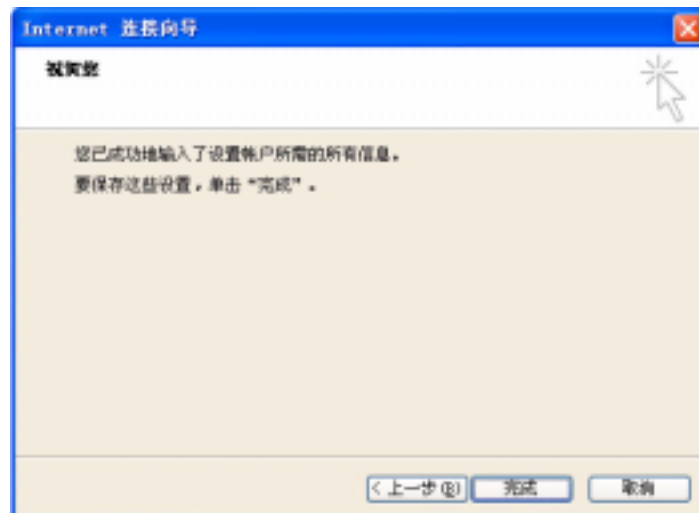 Internet 连接向导
祝贺您
您已成功地输入了设置帐户所需的所有信息。
要保存这些设置，单击“完成”。
< 上一步(B)
完成
取消